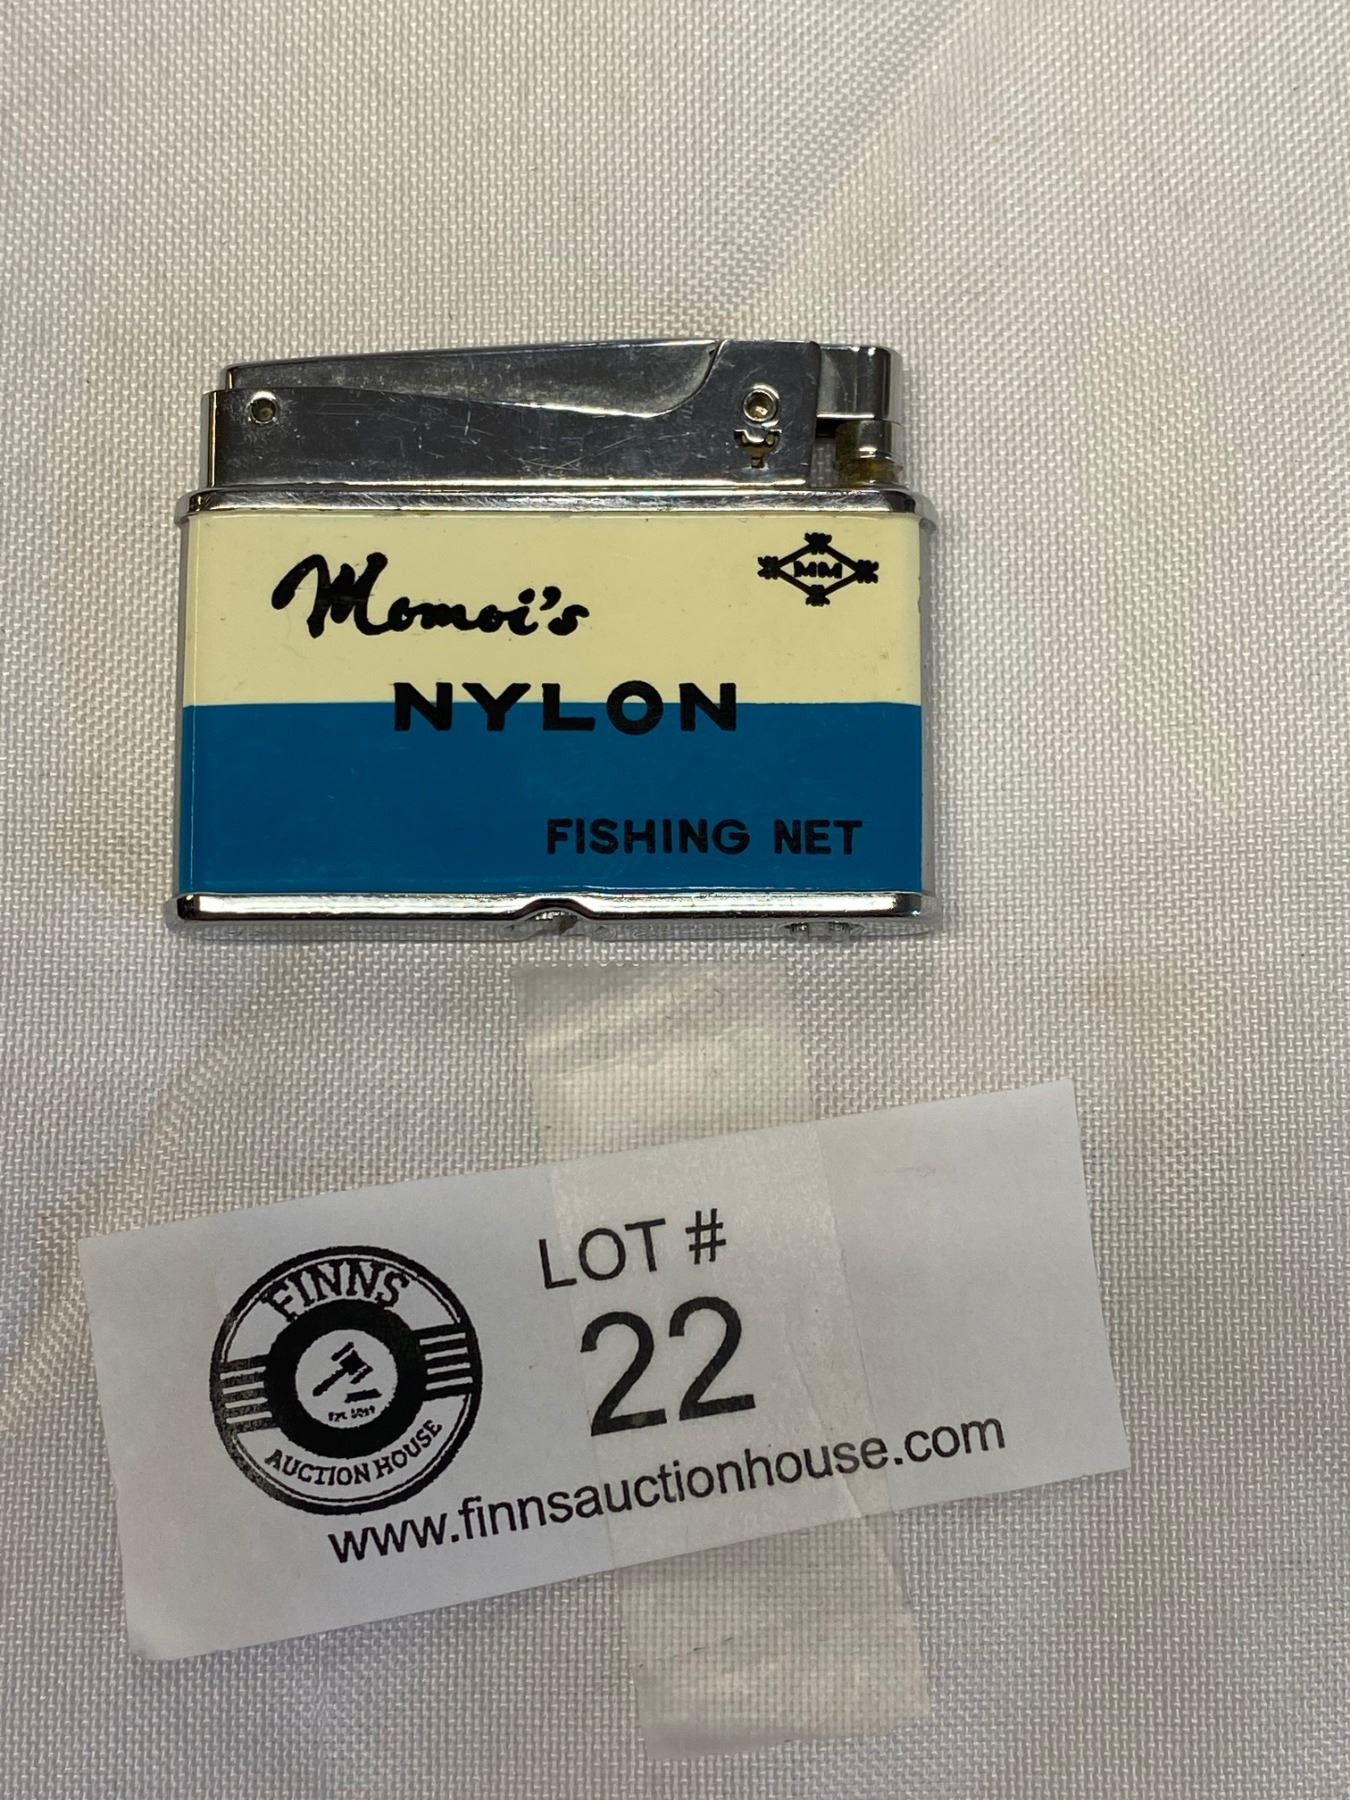 Momoi's
MM
NYLON
FISHING NET
FINNS
AUCTION HOUSE
LOT #
22
www.finnsauctionhouse.com